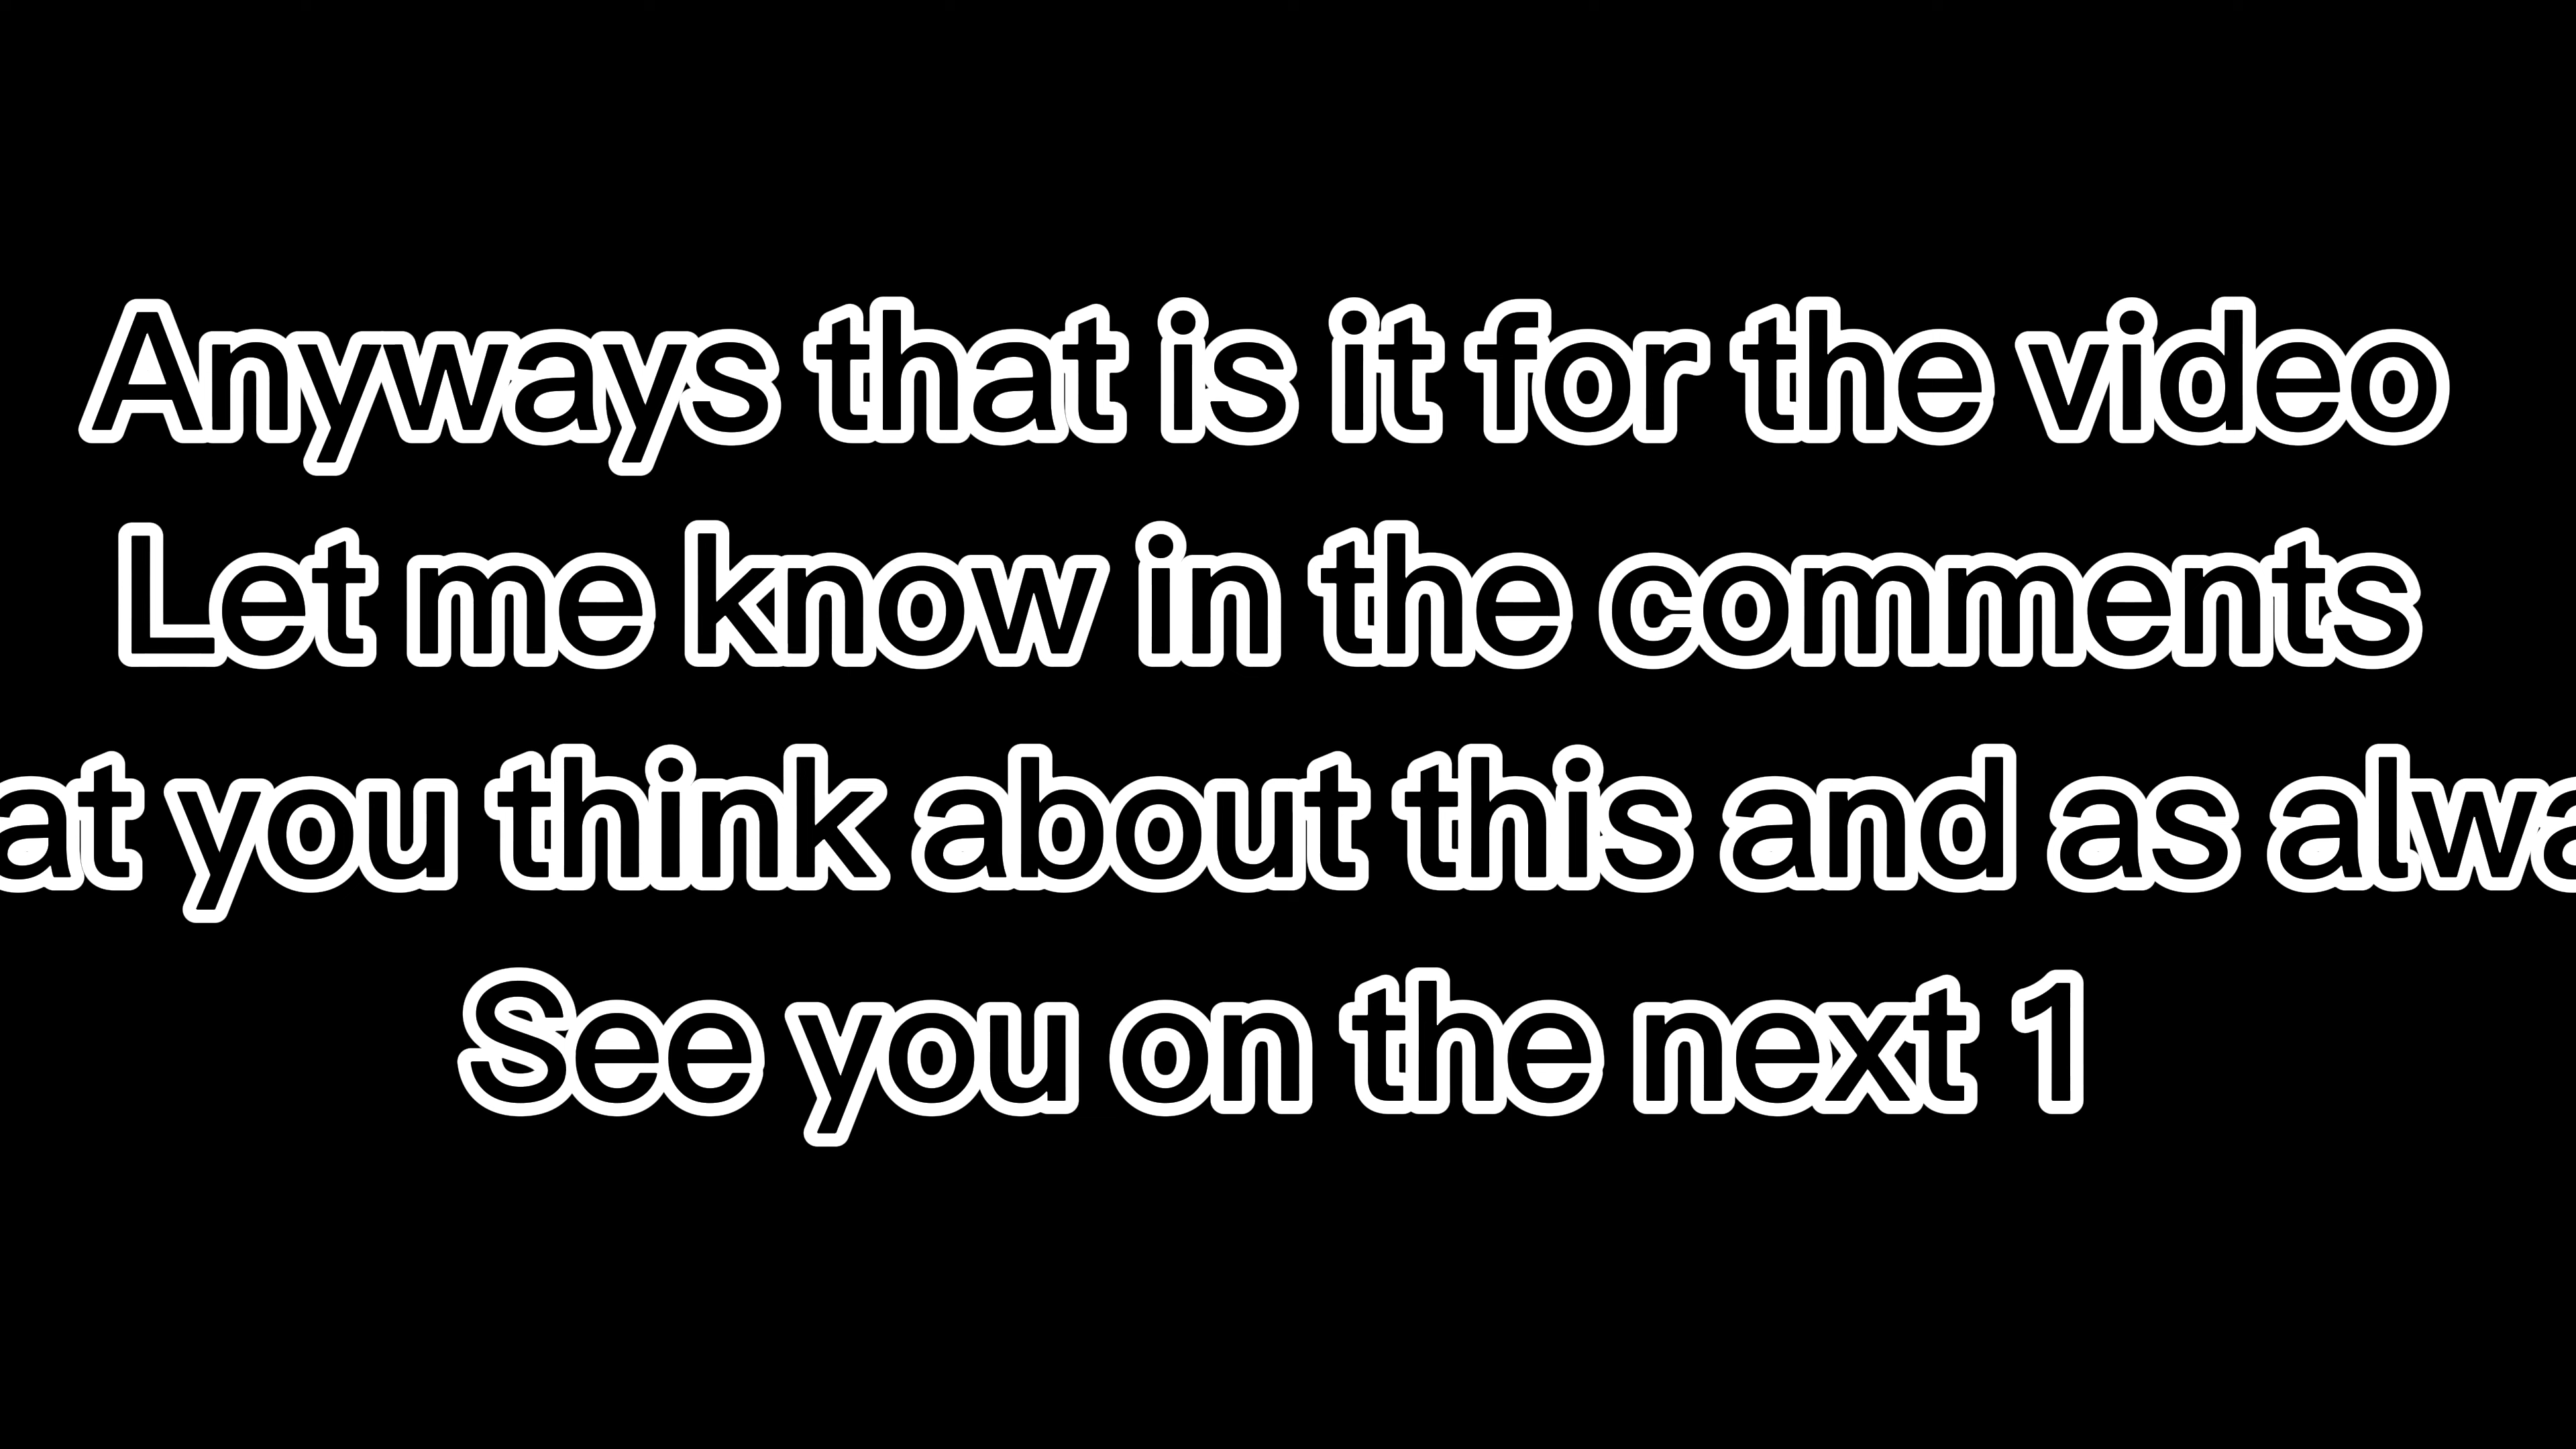 Anyways that is it for the video
Let me know in the comments
at you think about this and as alwa
See you on the next 1